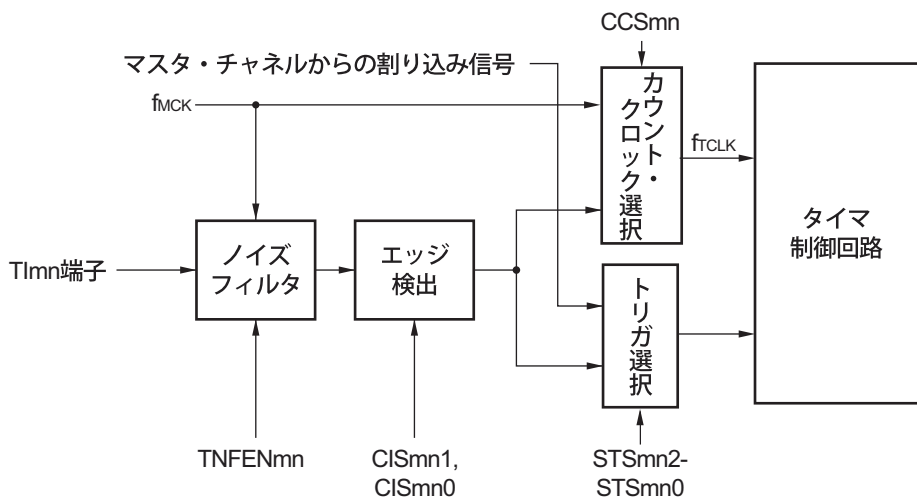 CCSmn
マスタ・チャネルからの割り込み信号
fMCK
カウント・
クロック選択
fTCLK
タイマ
制御回路
TImn端子
ノイズ
フィルタ
エッジ
検出
トリガ選択
TNFENmn
CISmn1,
CISmn0
STSmn2-
STSmn0